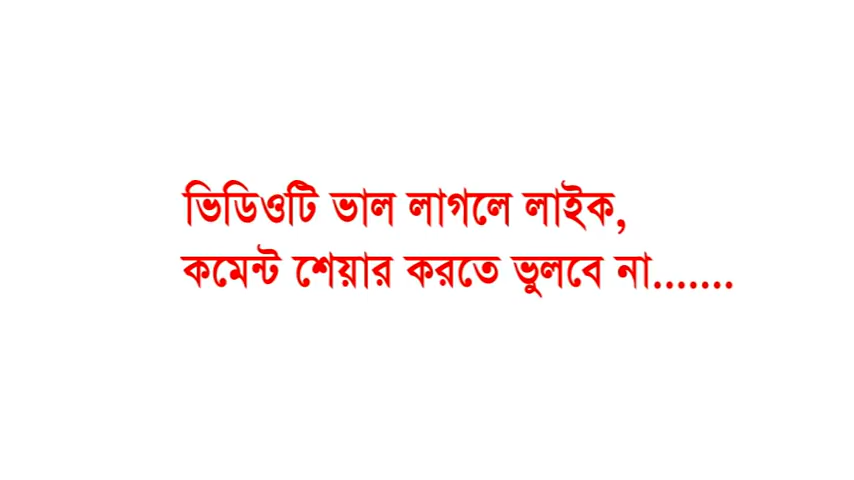 ভিডিওটি ভাল লাগলে লাইক,
কমেন্ট শেয়ার করতে ভুলবে না.......